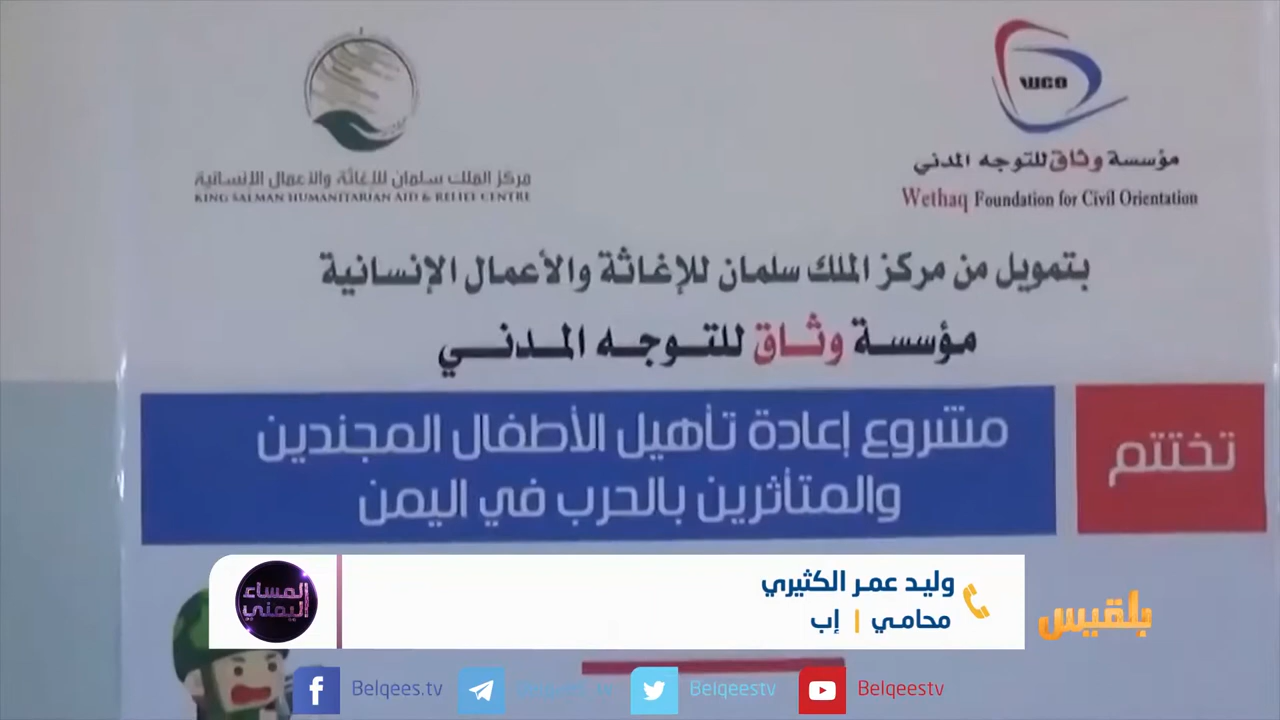 WCO
مؤسسة وثاق للتوجه المدني
Wethaq Foundation for Civil Orientation
مركز الملك سلمان للإغاثة والأعمال الإنسانية
KING SALMAN HUMANITARIAN AID & RELIEF CENTRE
بتمويل من مركز الملك سلمان للإغاثة والأعمال الإنسانية
مؤسسة وثاق للتوجه المدني
تختتم
مشروع إعادة تأهيل الأطفال المجندين
والمتأثرين بالحرب في اليمن
وليد عمر الكثيري
محامي | إب
المساء
اليمني
بلقيس
Belqees.tv
Belqees_tv
Belqeestv
Belqeestv